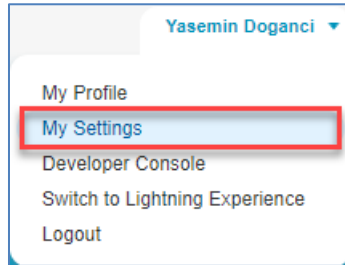 Yasemin Doganci
My Profile
My Settings
Developer Console
Switch to Lightning Experience
Logout